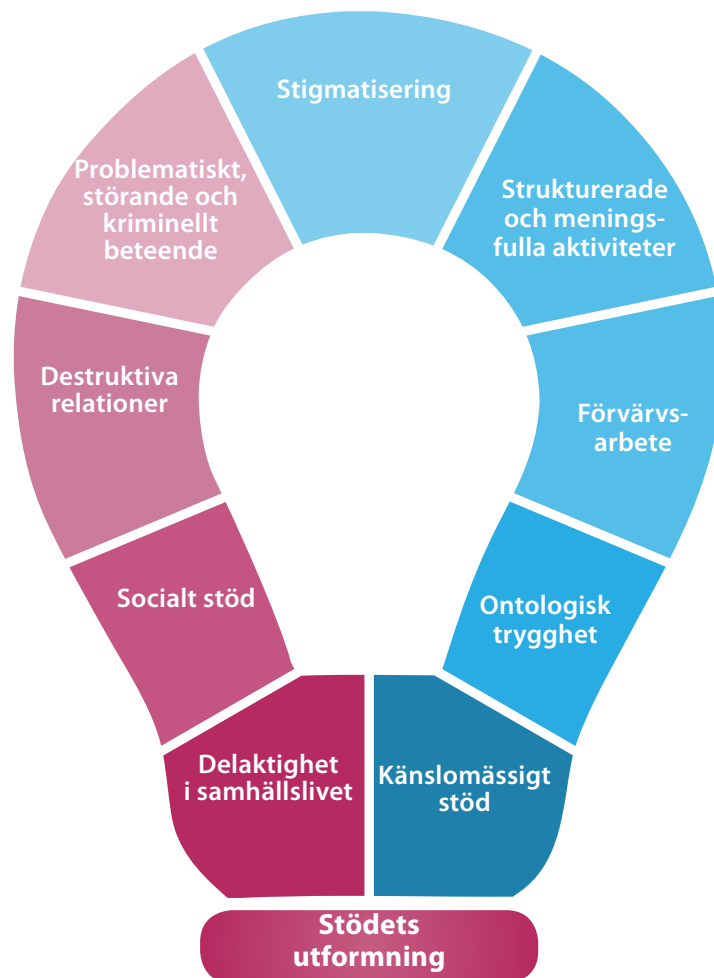 Stigmatisering
Problematiskt,
störande och
kriminellt
beteende
Strukturerade
och menings-
fulla aktiviteter
Destruktiva
relationer
Förvärvs-
arbete
Socialt stöd
Ontologisk
trygghet
Delaktighet
i samhällslivet
Känslomässigt
stöd
Stödets
utformning